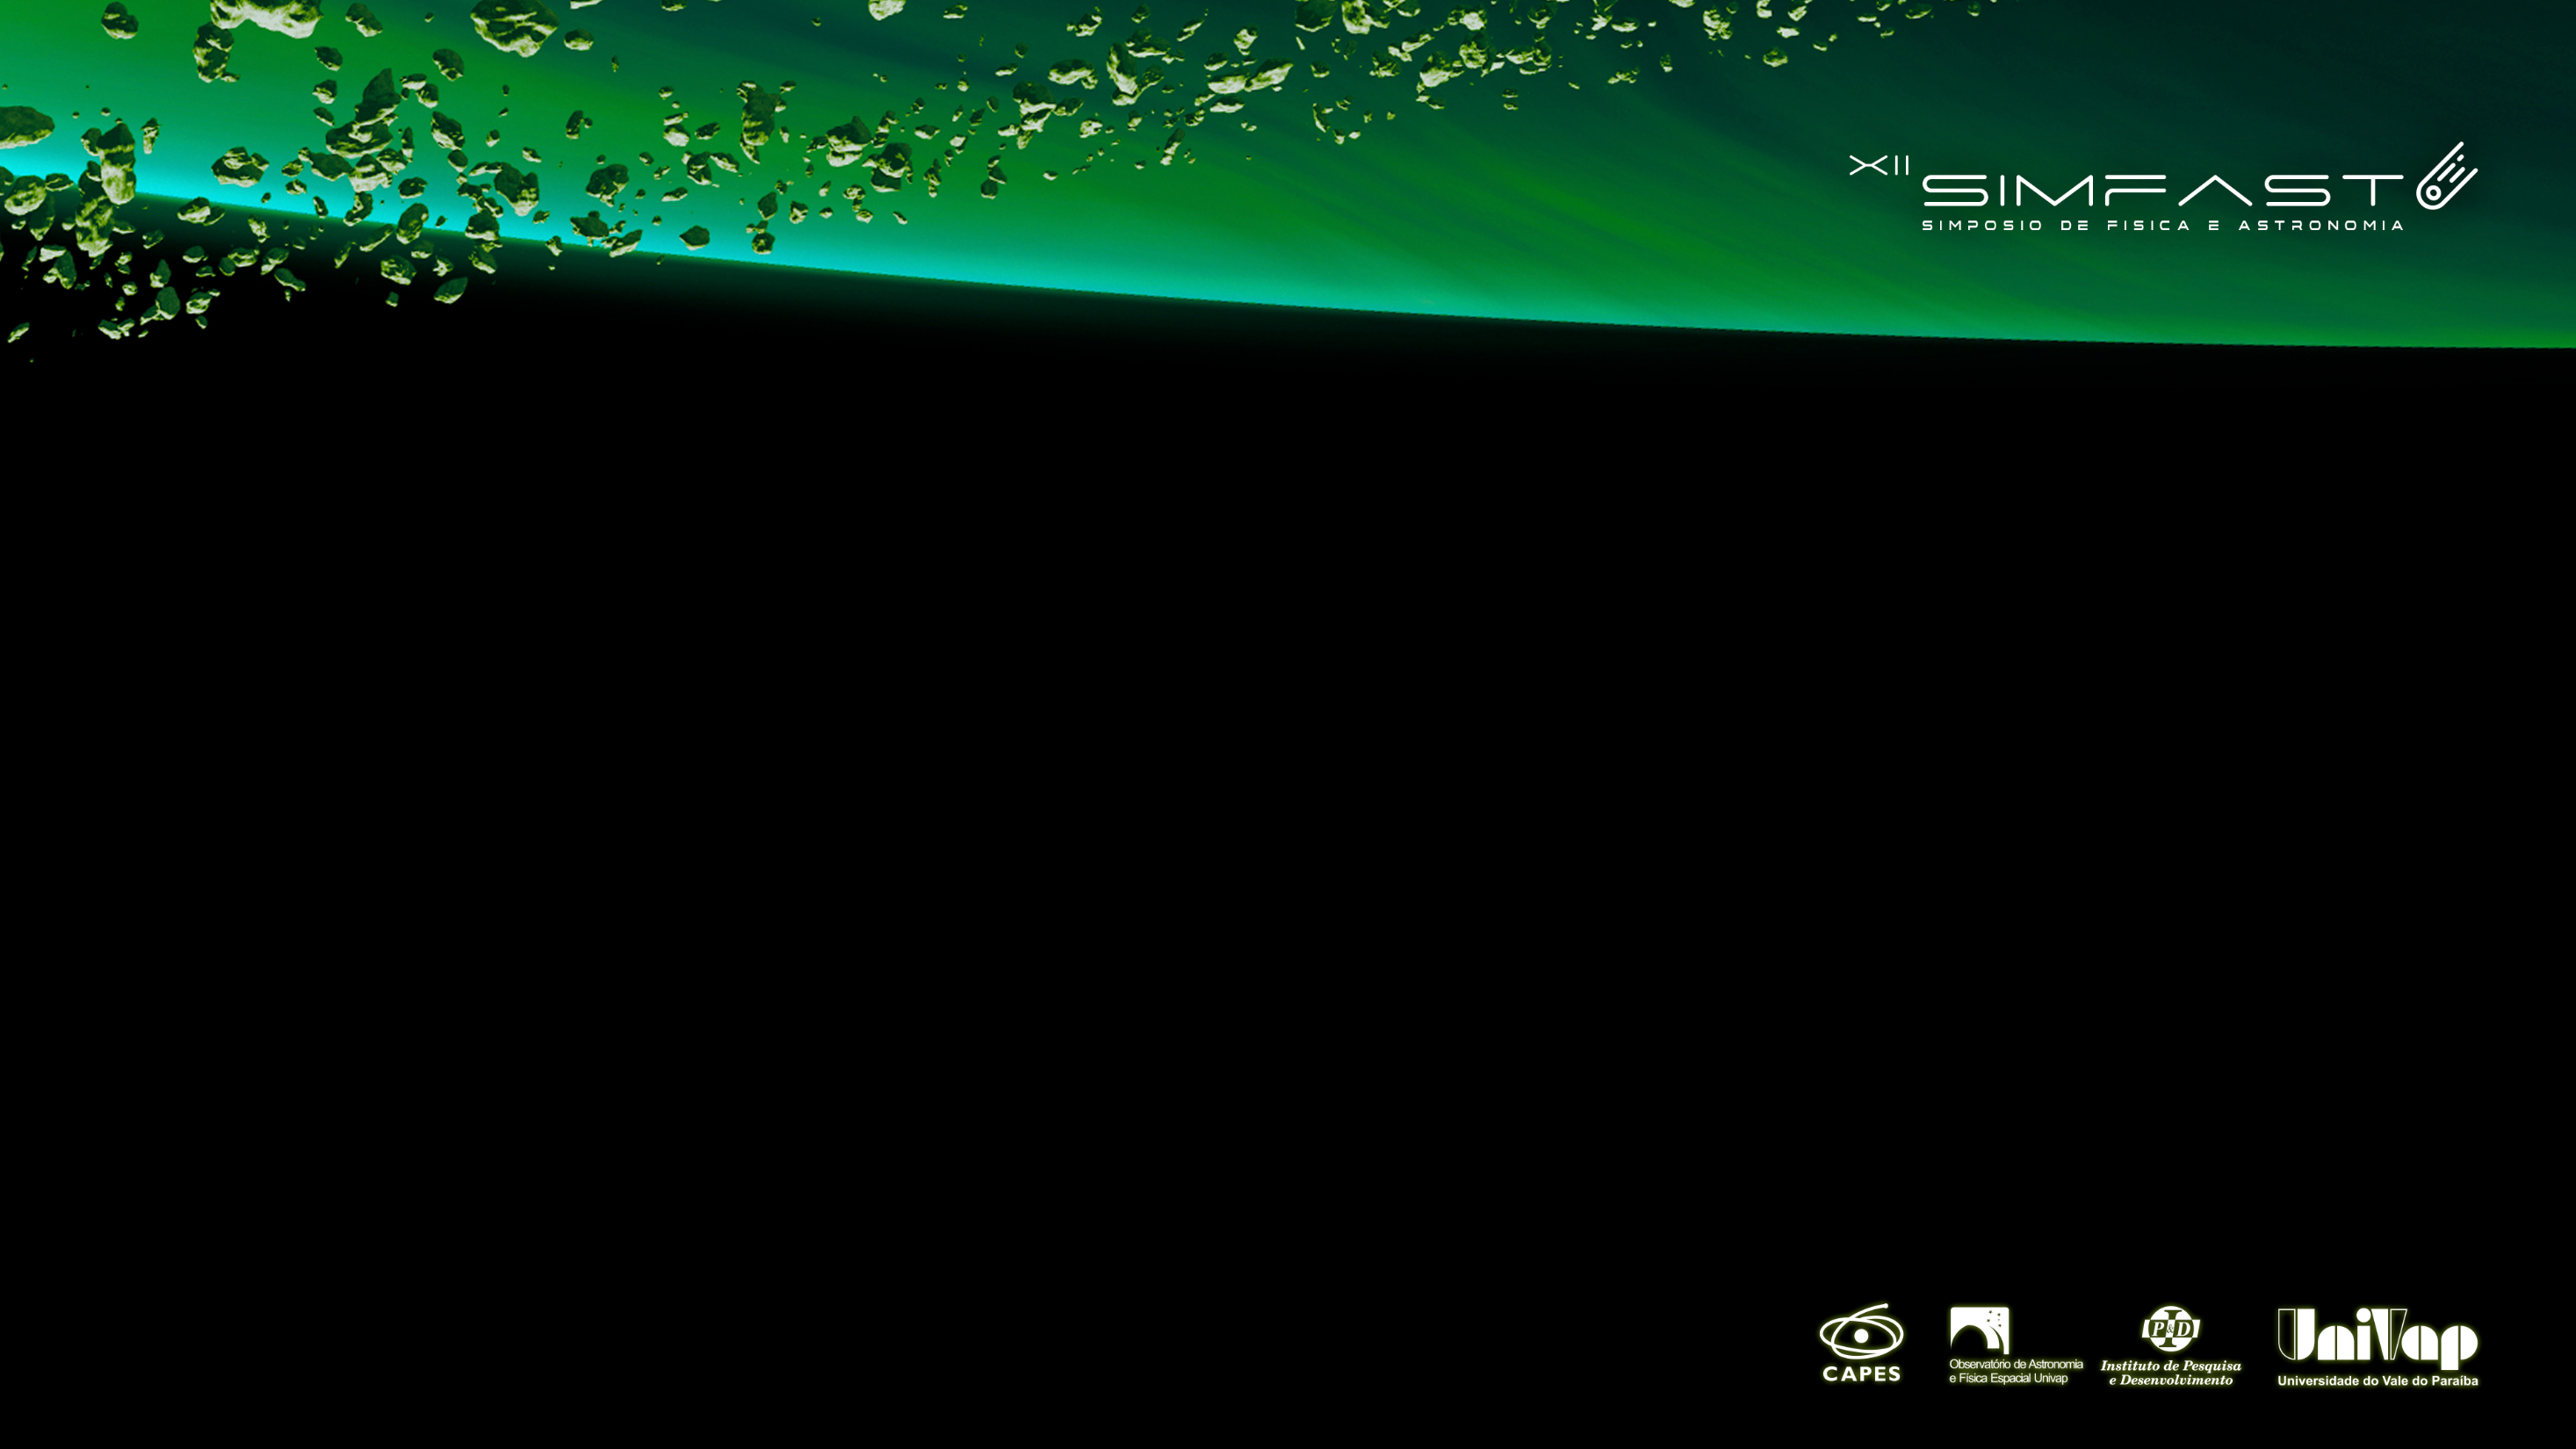 XII
SIMFAST
SIMPOSIO DE FISICA E ASTRONOMIA
CAPES
Observatório de Astronomia
e Física Espacial Univap
I
P&D
Instituto de Pesquisa
e Desenvolvimento
UniVap
Universidade do Vale do Paraíba